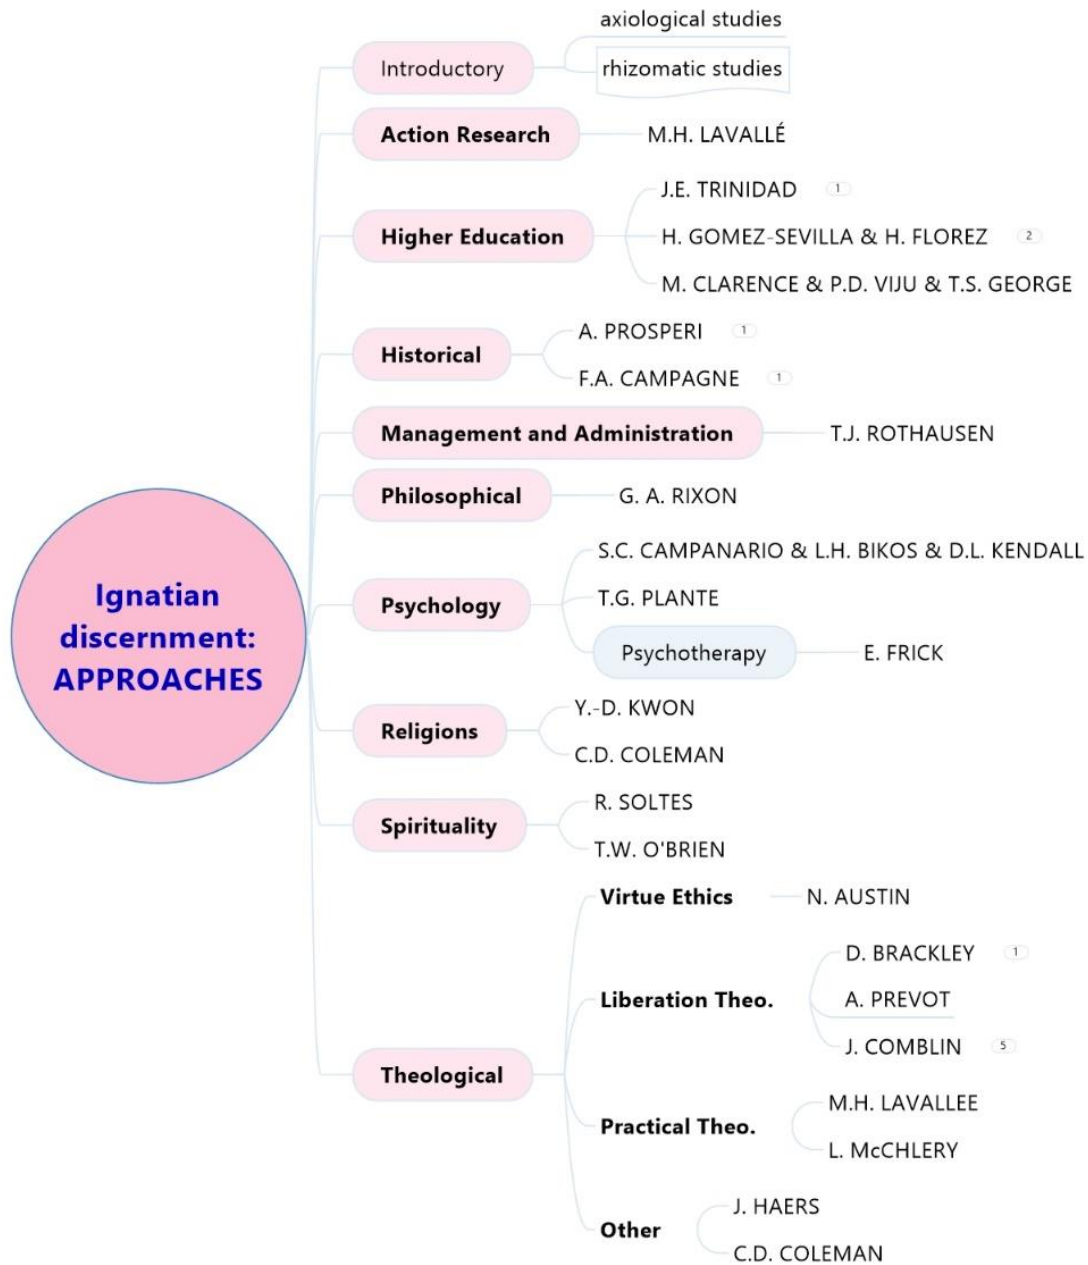 axiological studies
Introductory
rhizomatic studies
Action Research
M.H. LAVALLÉ
J.E. TRINIDAD 1
Higher Education
H. GOMEZ-SEVILLA & H. FLOREZ 2
M. CLARENCE & P.D. VIJU & T.S. GEORGE
A. PROSPERI 1
Historical
F.A. CAMPAGNE 1
Management and Administration
T.J. ROTHAUSEN
Philosophical
G. A. RIXON
Ignatian
discernment:
APPROACHES
S.C. CAMPANARIO & L.H. BIKOS & D.L. KENDALL
Psychology
T.G. PLANTE
Psychotherapy
E. FRICK
Y.-D. KWON
Religions
C.D. COLEMAN
R. SOLTES
Spirituality
T.W. O'BRIEN
Theological
Virtue Ethics
N. AUSTIN
D. BRACKLEY 1
Liberation Theo.
A. PREVOT
J. COMBLIN 5
M.H. LAVALLEE
Practical Theo.
L. McCHLERY
J. HAERS
Other
C.D. COLEMAN